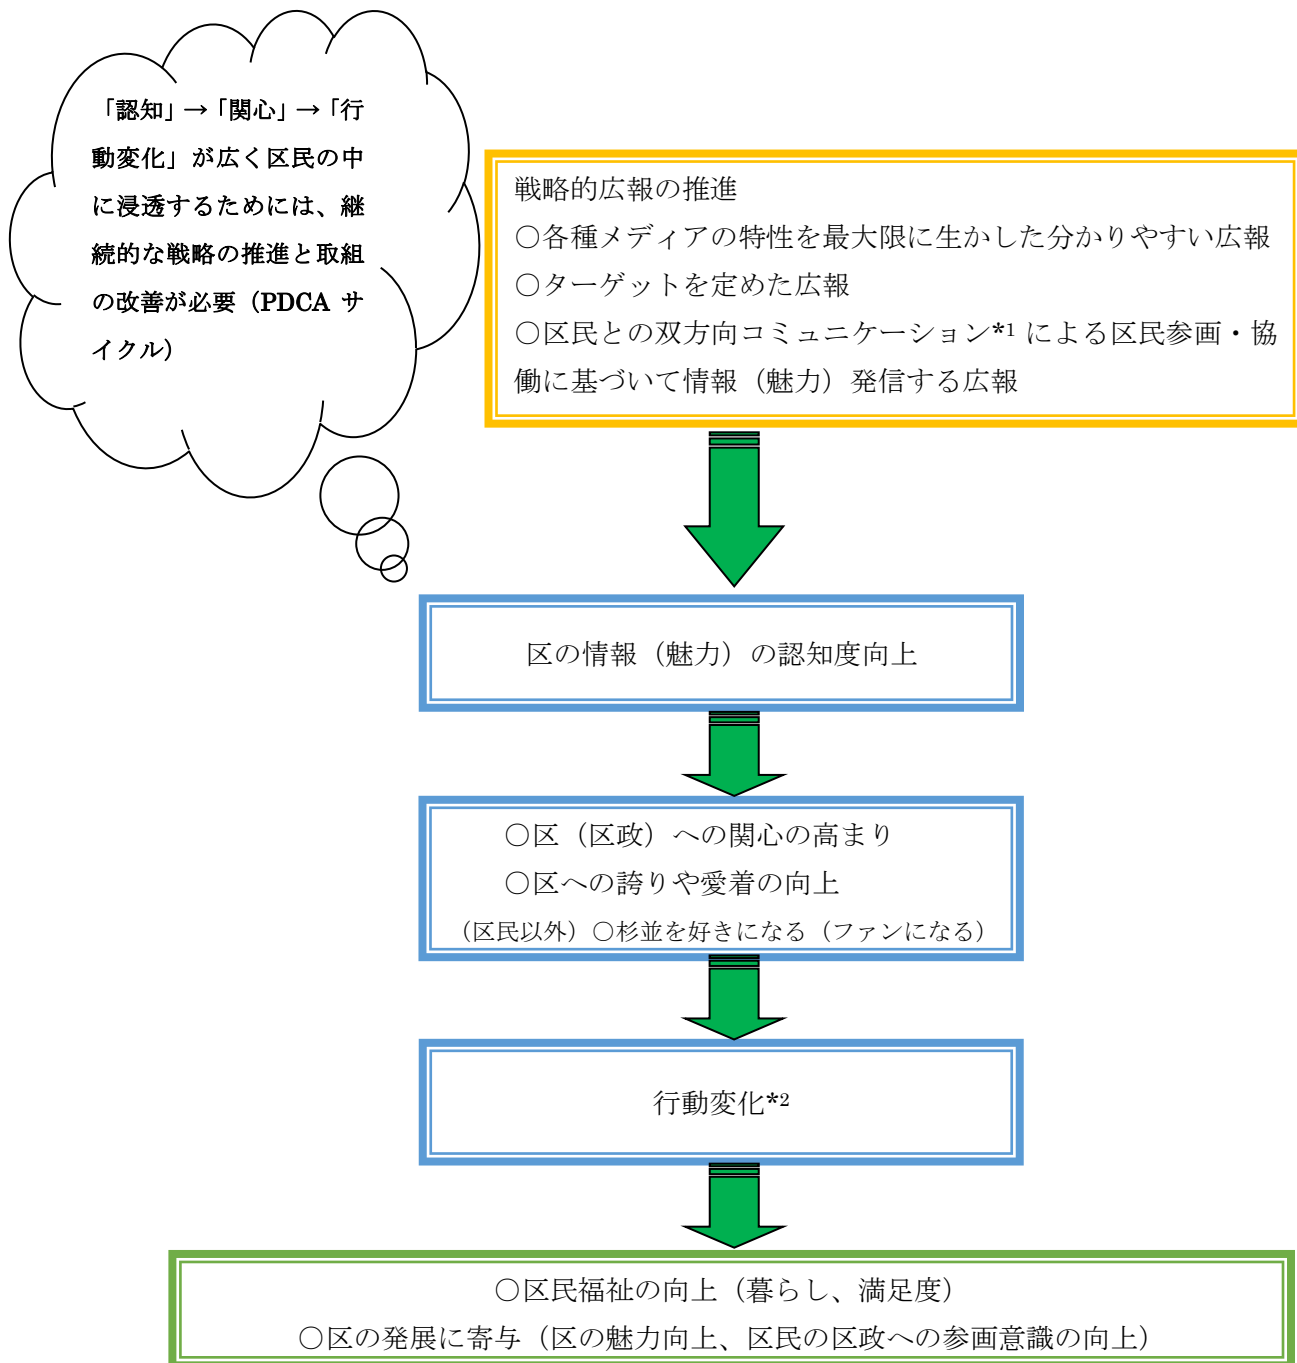 「認知」→「関心」→「行
動変化」が広く区民の中
に浸透するためには、継
続的な戦略の推進と取組
の改善が必要（PDCA サ
イクル）
戦略的広報の推進
○各種メディアの特性を最大限に生かした分かりやすい広報
○ターゲットを定めた広報
○区民との双方向コミュニケーション*1 による区民参画・協
働に基づいて情報（魅力）発信する広報
区の情報（魅力）の認知度向上
○区（区政）への関心の高まり
○区への誇りや愛着の向上
（区民以外）○杉並を好きになる（ファンになる）
行動変化*2
○区民福祉の向上（暮らし、満足度）
○区の発展に寄与（区の魅力向上、区民の区政への参画意識の向上）